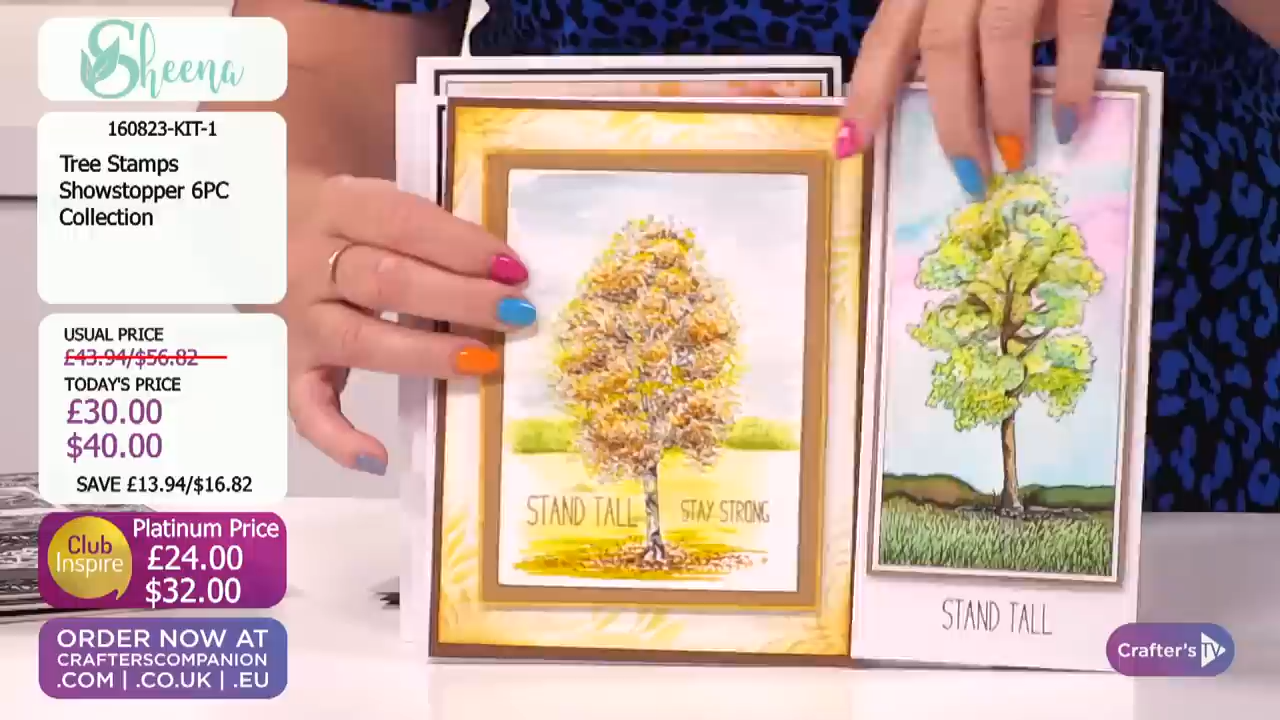 Sheena
160823-KIT-1
Tree Stamps
Showstopper 6PC
Collection
USUAL PRICE
£43.94/$56.82
TODAY'S PRICE
£30.00
$40.00
SAVE £13.94/$16.82
Club
Inspire
Platinum Price
£24.00
$32.00
ORDER NOW AT
CRAFTERSCOMPANION
.COM | .CO.UK | .EU
STAND TALL
STAY STRONG
STAND TALL
Crafter's TV